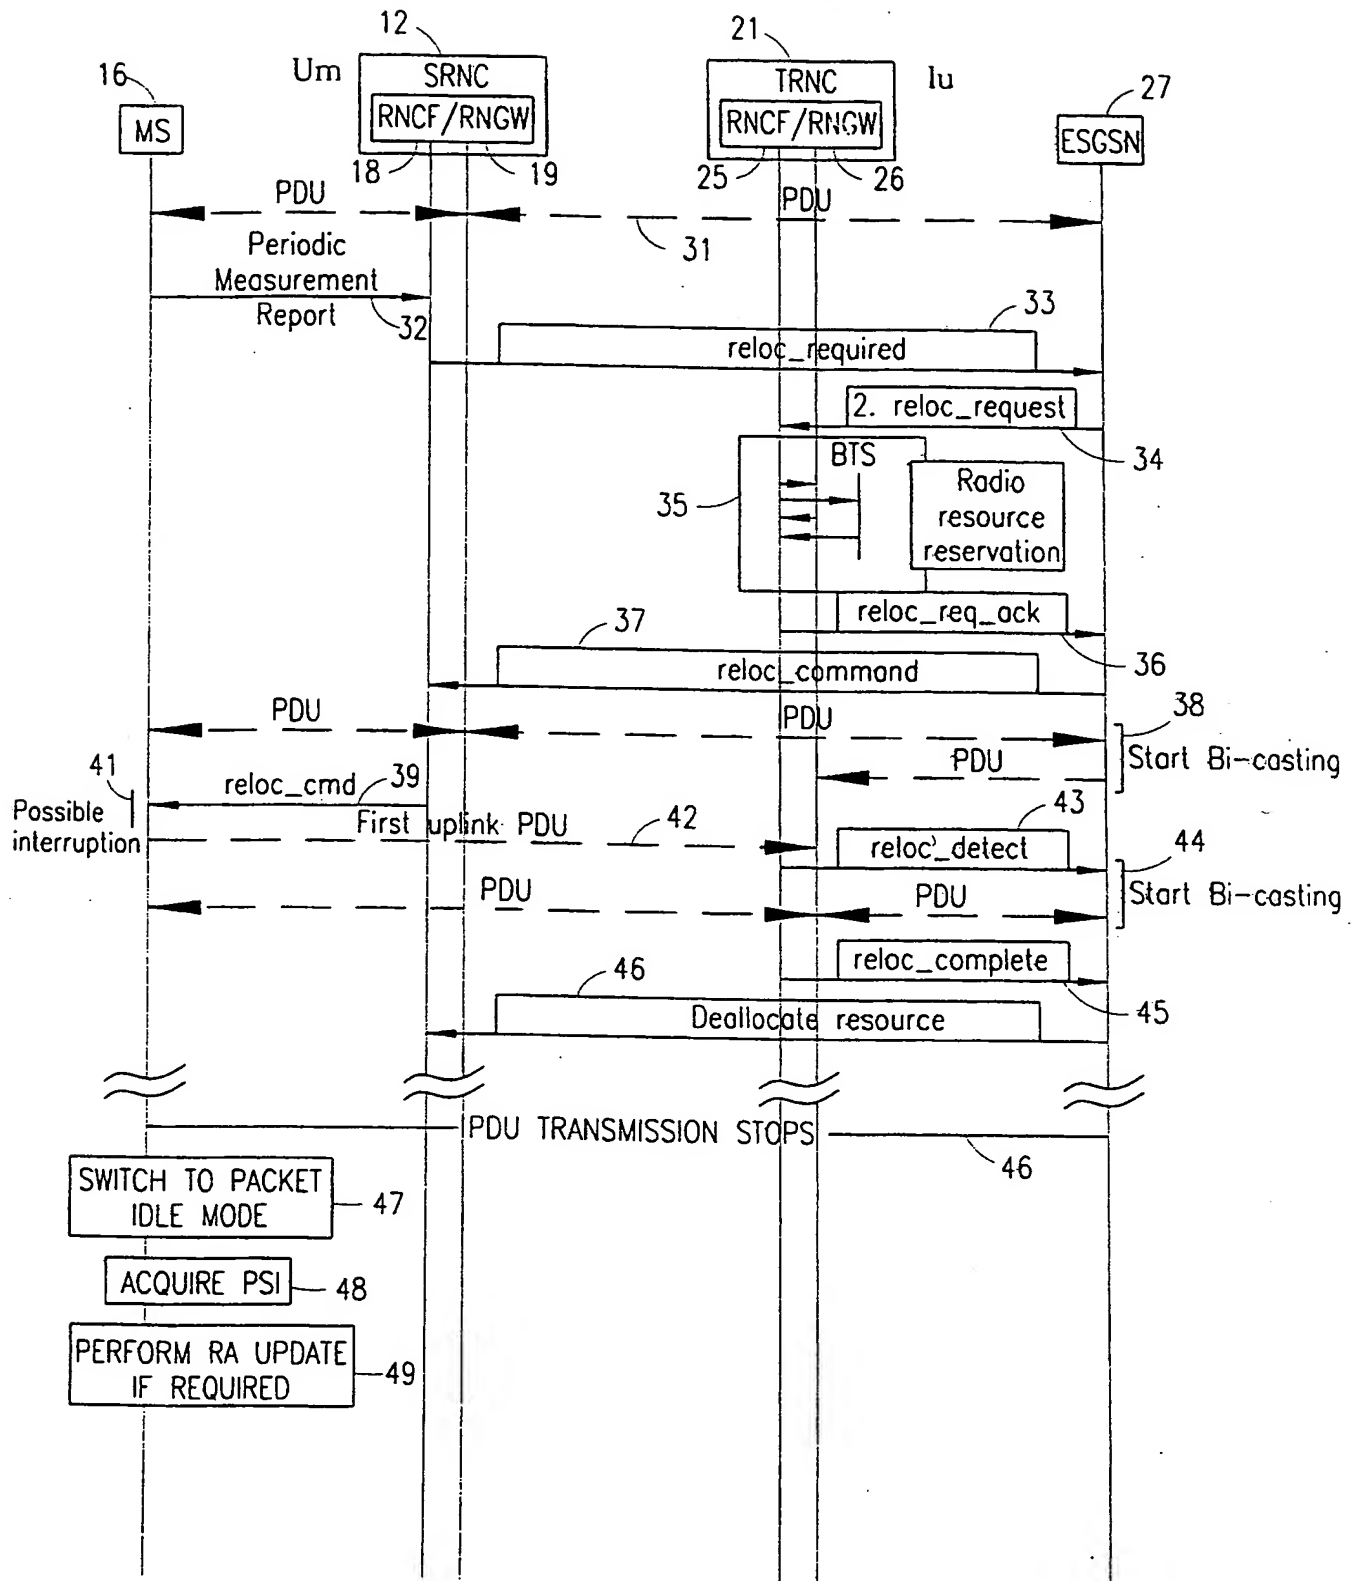 12
21
16
Um
SRNC
TRNC
Iu
27
MS
RNCF/RNGW
RNCF/RNGW
ESGSN
18
19
25
26
PDU
PDU
31
Periodic
Measurement
Report
32
33
reloc_required
2. reloc_request
34
BTS
35
Radio
resource
reservation
reloc_req_ack
36
37
reloc_command
PDU
PDU
38
Start Bi-casting
PDU
41
reloc_cmd
39
Possible
interruption
First uplink PDU
42
43
reloc_detect
44
Start Bi-casting
PDU
PDU
reloc_complete
45
46
Deallocate resource
PDU TRANSMISSION STOPS
46
SWITCH TO PACKET
IDLE MODE
47
ACQUIRE PSI
48
PERFORM RA UPDATE
IF REQUIRED
49